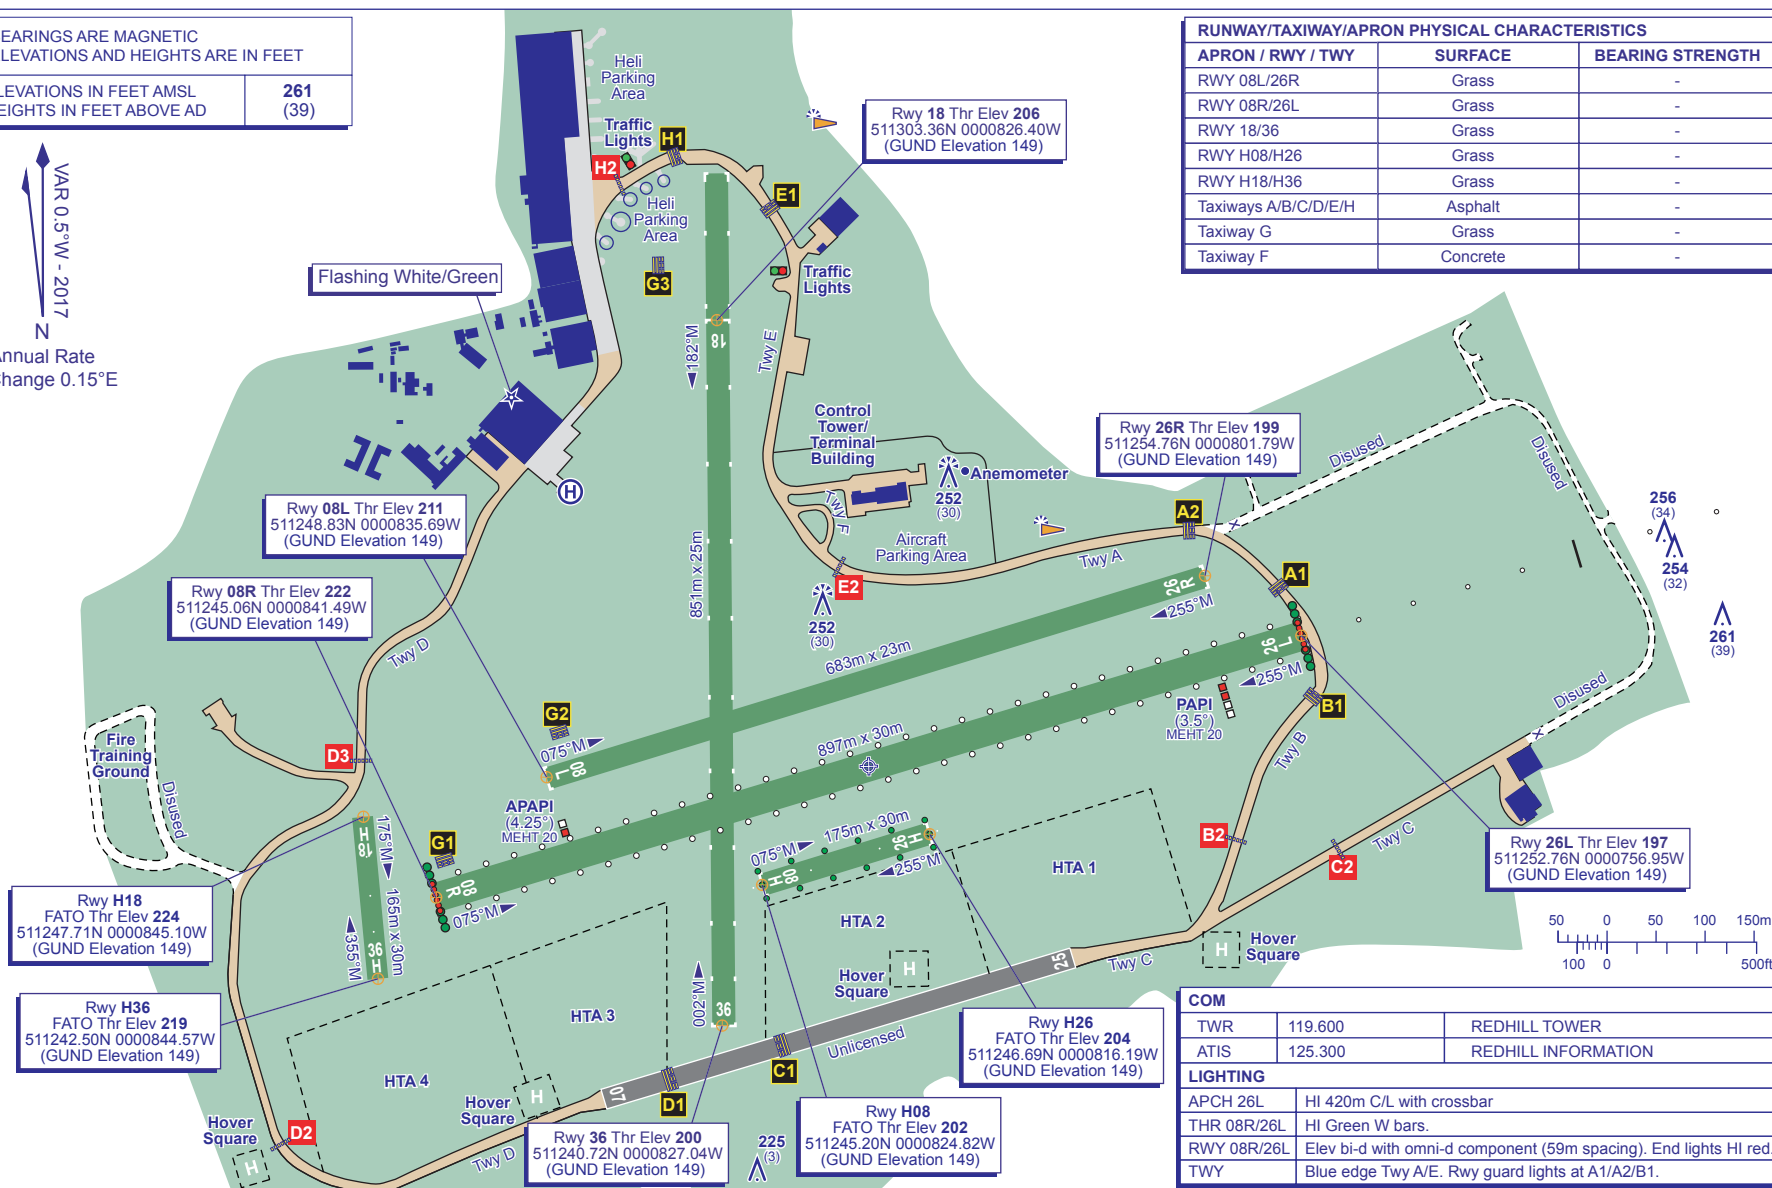 EARINGS ARE MAGNETIC
LEVATIONS AND HEIGHTS ARE IN FEET
LEVATIONS IN FEET AMSL 261
EIGHTS IN FEET ABOVE AD (39)
VAR 0.5°W - 2017
N
nnual Rate
hange 0.15°E
RUNWAY/TAXIWAY/APRON PHYSICAL CHARACTERISTICS
APRON / RWY / TWY SURFACE BEARING STRENGTH
RWY 08L/26R Grass -
RWY 08R/26L Grass -
RWY 18/36 Grass -
RWY H08/H26 Grass -
RWY H18/H36 Grass -
Taxiways A/B/C/D/E/H Asphalt -
Taxiway G Grass -
Taxiway F Concrete -
Heli
Parking
Area
Traffic
Lights
H1
H2
E1
Heli
Parking
Area
G3
Traffic
Lights
Rwy 18 Thr Elev 206
511303.36N 0000826.40W
(GUND Elevation 149)
Flashing White/Green
182°M
18
Twy E
Control
Tower/
Terminal
Building
Anemometer
252
(30)
Twy F
Aircraft
Parking Area
E2
252
(30)
H
Rwy 26R Thr Elev 199
511254.76N 0000801.79W
(GUND Elevation 149)
Disused
Disused
A2
X
Twy A
A1
256
(34)
254
(32)
261
(39)
Rwy 08L Thr Elev 211
511248.83N 0000835.69W
(GUND Elevation 149)
Rwy 08R Thr Elev 222
511245.06N 0000841.49W
(GUND Elevation 149)
851m x 25m
26
R
255°M
683m x 23m
26
L
255°M
Twy D
PAPI
(3.5°)
MEHT 20
B1
Disused
X
G2
075°M
08
L
897m x 30m
Twy B
Fire
Training
Ground
Disused
D3
APAPI
(4.25°)
MEHT 20
G1
08
R
075°M
H
18
175°M
165m x 30m
355°M
36
H
175m x 30m
075°M
H
08
26
H
255°M
HTA 1
B2
C2
Twy C
Rwy 26L Thr Elev 197
511252.76N 0000756.95W
(GUND Elevation 149)
Rwy H18
FATO Thr Elev 224
511247.71N 0000845.10W
(GUND Elevation 149)
HTA 2
Hover
Square
H
25
Twy C
H
Hover
Square
50 0 50 100 150m
100 0 500ft
Rwy H36
FATO Thr Elev 219
511242.50N 0000844.57W
(GUND Elevation 149)
HTA 3
002°M
36
Unlicensed
C1
Rwy H26
FATO Thr Elev 204
511246.69N 0000816.19W
(GUND Elevation 149)
HTA 4
07
D1
Hover
Square
H
Hover
Square
H
D2
Twy D
Rwy 36 Thr Elev 200
511240.72N 0000827.04W
(GUND Elevation 149)
225
(3)
Rwy H08
FATO Thr Elev 202
511245.20N 0000824.82W
(GUND Elevation 149)
COM
TWR 119.600 REDHILL TOWER
ATIS 125.300 REDHILL INFORMATION
LIGHTING
APCH 26L HI 420m C/L with crossbar
THR 08R/26L HI Green W bars.
RWY 08R/26L Elev bi-d with omni-d component (59m spacing). End lights HI red.
TWY Blue edge Twy A/E. Rwy guard lights at A1/A2/B1.